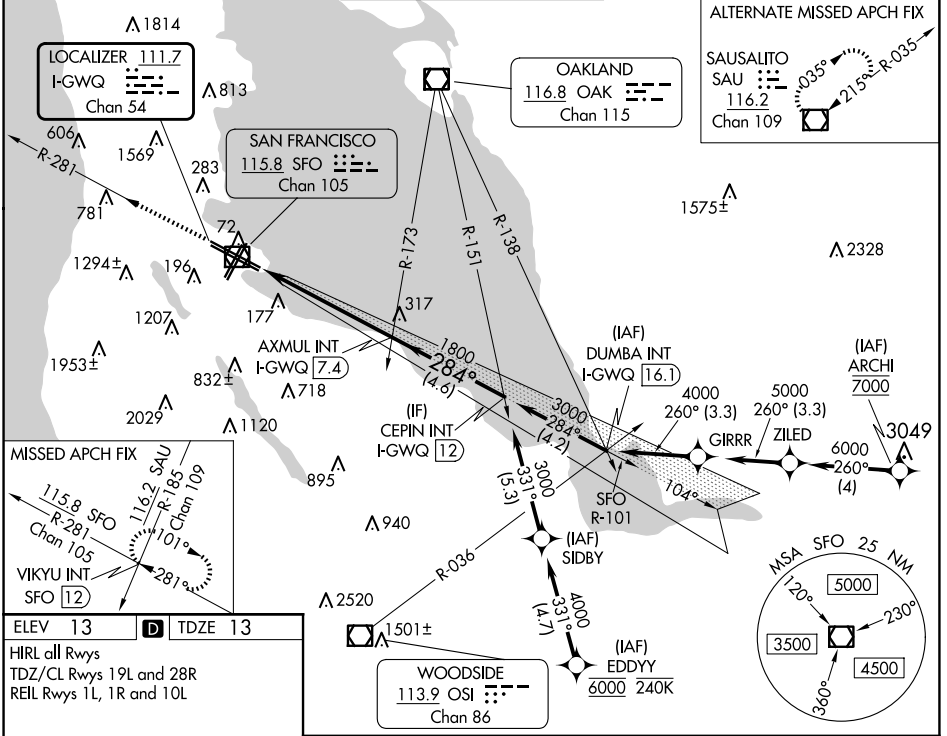 1814
LOCALIZER 111.7
I-GWQ
Chan 54
813
606
1569
283
R-281
781
SAN FRANCISCO
115.8 SFO
Chan 105
OAKLAND
116.8 OAK
Chan 115
ALTERNATE MISSED APCH FIX
SAUSALITO
SAU
116.2
Chan 109
035°
215°
R-035
72
1294±
196
R-173
R-151
R-138
1575±
2328
177
317
1207
1953±
832±
718
2029
1120
895
940
2520
1501±
AXMUL INT
I-GWQ 7.4
1800
284°
(4.6)
(IF)
CEPIN INT
I-GWQ 12
3000
284°
(4.2)
(IAF)
DUMBA INT
I-GWQ 16.1
4000
260° (3.3)
GIRRR
5000
260° (3.3)
ZILED
(IAF)
ARCHI
7000
3049
6000
260°
(4)
104°
SFO
R-101
3000
331°
(5.3)
(IAF)
SIDBY
R-036
4000
331°
(4.7)
(IAF)
EDDYY
6000 240K
WOODSIDE
113.9 OSI
Chan 86
MISSED APCH FIX
115.8 SFO
R-281
Chan 105
116.2 SAU
R-185
Chan 109
101°
281°
VIKYU INT
SFO 12
MSA SFO 25 NM
120°
5000
230°
3500
4500
360°
ELEV 13 D TDZE 13
HIRL all Rwys
TDZ/CL Rwys 19L and 28R
REIL Rwys 1L, 1R and 10L